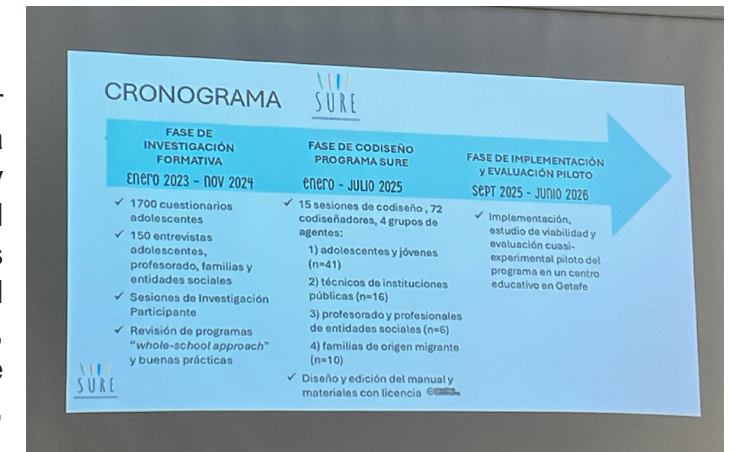 CRONOGRAMA
SURE
FASE DE
INVESTIGACIÓN
FORMATIVA
enero 2023 - nov 2024
✓ 1700 cuestionarios
adolescentes
✓ 150 entrevistas
adolescentes,
profesorado, familias y
entidades sociales
✓ Sesiones de Investigación
Participante
✓ Revisión de programas
"whole-school approach"
y buenas prácticas
FASE DE CODISEÑO
PROGRAMA SURE
enero - JULIO 2025
✓ 15 sesiones de codiseño , 72
codiseñadores, 4 grupos de
agentes:
1) adolescentes y jóvenes
(n=41)
2) técnicos de instituciones
públicas (n=16)
3) profesorado y profesionales
de entidades sociales (n=6)
4) familias de origen migrante
(n=10)
✓ Diseño y edición del manual y
materiales con licencia
FASE DE IMPLEMENTACIÓN
y EVALUACIÓN PILOTO
SEPT 2025 - JUNIO 2026
✓ Implementación,
estudio de viabilidad y
evaluación cuasi-
experimental piloto del
programa en un centro
educativo en Getafe
SURE